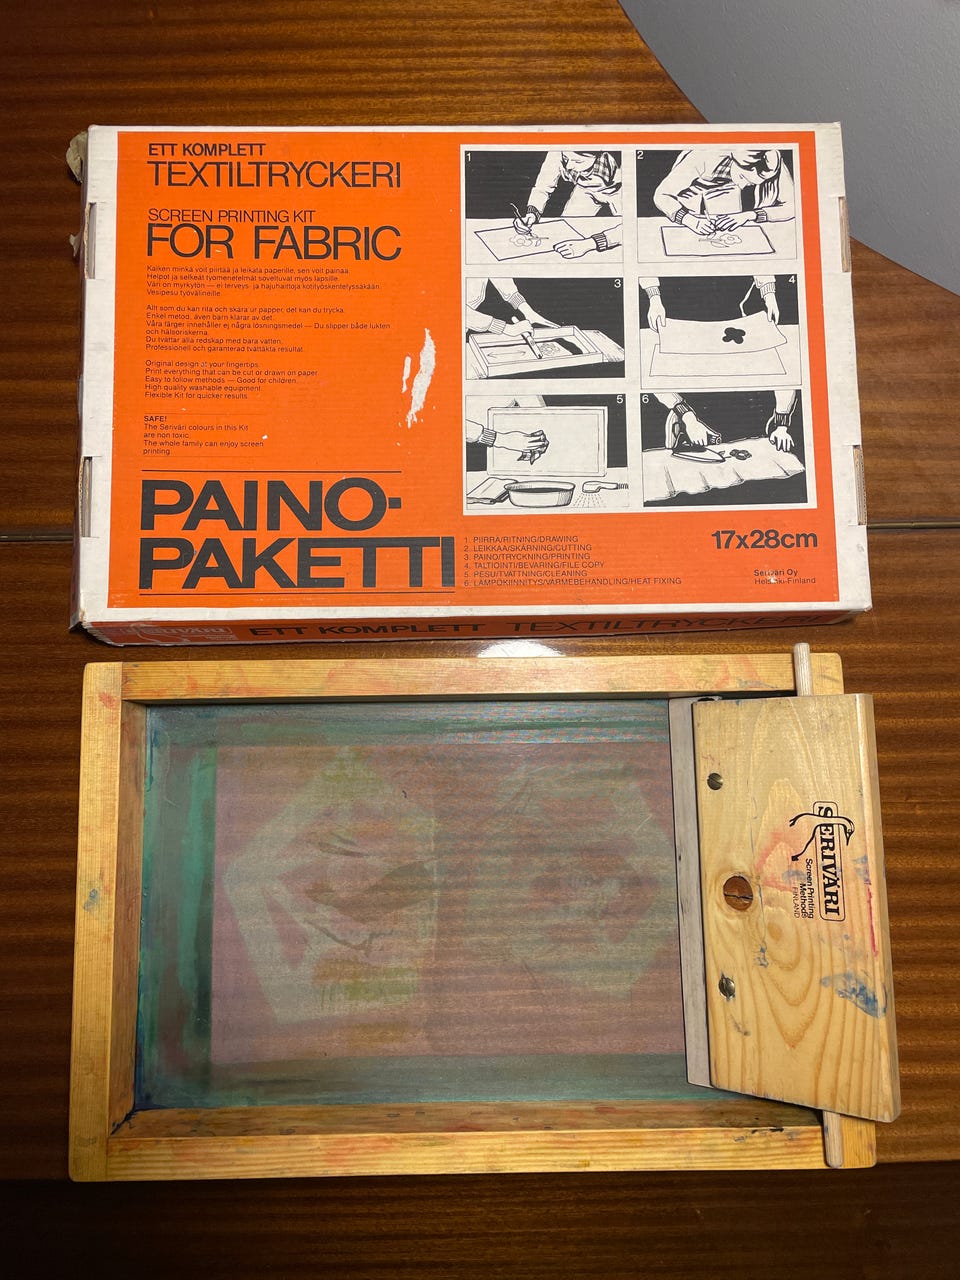 ETT KOMPLETT
TEXTILTRYCKERI
SCREEN PRINTING KIT
FOR FABRIC
Kaiken minkä voit piirtää ja leikata paperille, sen voit painaa.
Helpot ja selkeät työmenetelmät soveltuvat myös lapsille.
Väri on myrkytön — ei terveys- ja hajuhaittoja kotityöskentelyssäkään.
Vesipesu työvälineille.
Allt som du kan rita och skära ur papper, det kan du trycka.
Enkel metod, även barn klarar av det.
Våra färger innehåller ej några lösningsmedel — Du slipper både lukten
och hälsoriskerna.
Du tvättar alla redskap med bara vatten.
Professionell och garanterad tvättäkta resultat.
Original design at your fingertips.
Print everything that can be cut or drawn on paper.
Easy to follow methods — Good for children.
High quality washable equipment.
Flexible Kit for quicker results.
SAFE!
The Seriväri colours in this Kit
are non toxic.
The whole family can enjoy screen
printing.
PAINO-
PAKETTI
1
2
3
4
5
6
1. PIIRRÄ/RITNING/DRAWING
2. LEIKKAA/SKÄRNING/CUTTING
3. PAINO/TRYCKNING/PRINTING
4. TALTIOINTI/BEVARING/FILE COPY
5. PESU/TVÄTTNING/CLEANING
6. LÄMPÖKIINNITYS/VÄRMEBEHANDLING/HEAT FIXING
17x28cm
Seriväri Oy
Helsinki-Finland
SERIVÄRI
ETT KOMPLETT TEXTILTRYCKERI
SERIVÄRI
Screen Printing
Methods
FINLAND